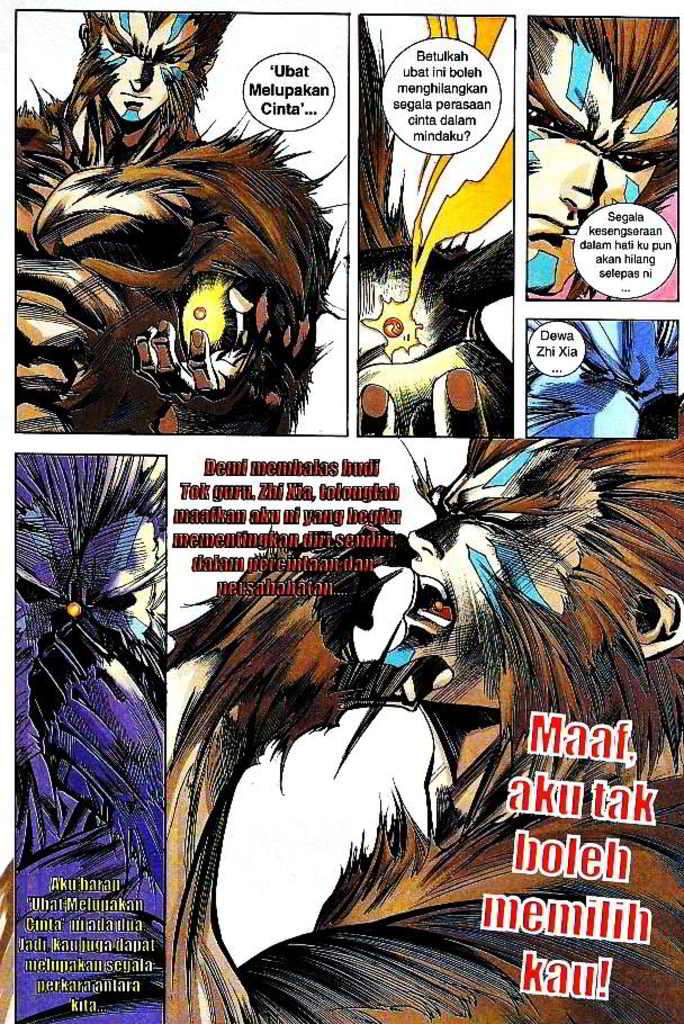 'Ubat
Melupakan
Cinta'...
Betulkah
ubat ini boleh
menghilangkan
segala perasaan
cinta dalam
mindaku?
Segala
kesengseraan
dalam hati ku pun
akan hilang
selepas ni
...
Dewa
Zhi Xia
...
Demi membalas budi
Tok guru. Zhi Xia, tolonglah
maafkan aku ni yang begitu
mementingkan diri sendiri,
dalam percintaan dan
persahabatan....
Aku harap
'Ubat Melupakan
Cinta' ni ada dua
Jadi, kau juga dapat
melupakan segala
perkara antara
kita...
Maaf,
aku tak
boleh
memilih
kau!